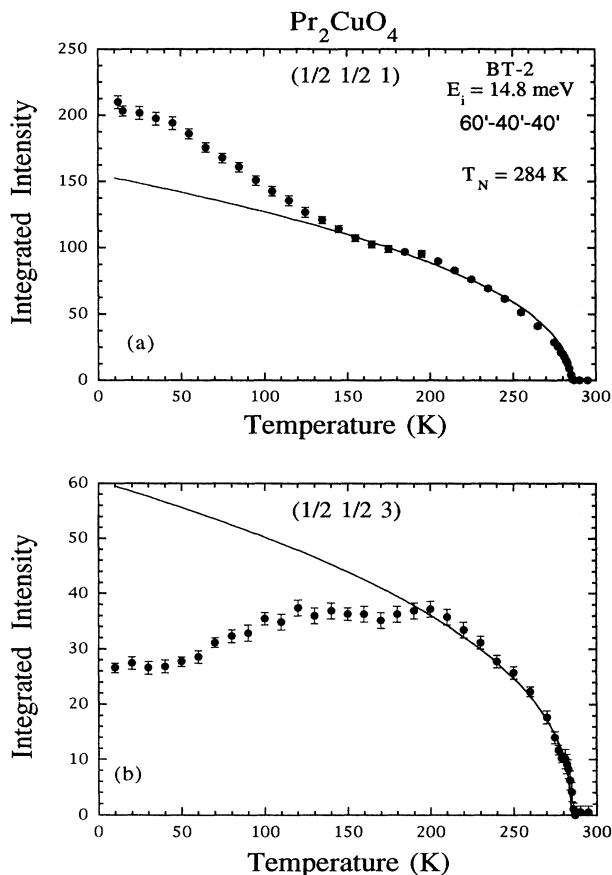 Pr₂CuO₄
250
200
150
100
50
0
Integrated Intensity
(1/2 1/2 1)
BT-2
E_i = 14.8 meV
60'-40'-40'
T_N = 284 K
(a)
0 50 100 150 200 250 300
Temperature (K)
60
50
40
30
20
10
0
Integrated Intensity
(1/2 1/2 3)
(b)
0 50 100 150 200 250 300
Temperature (K)